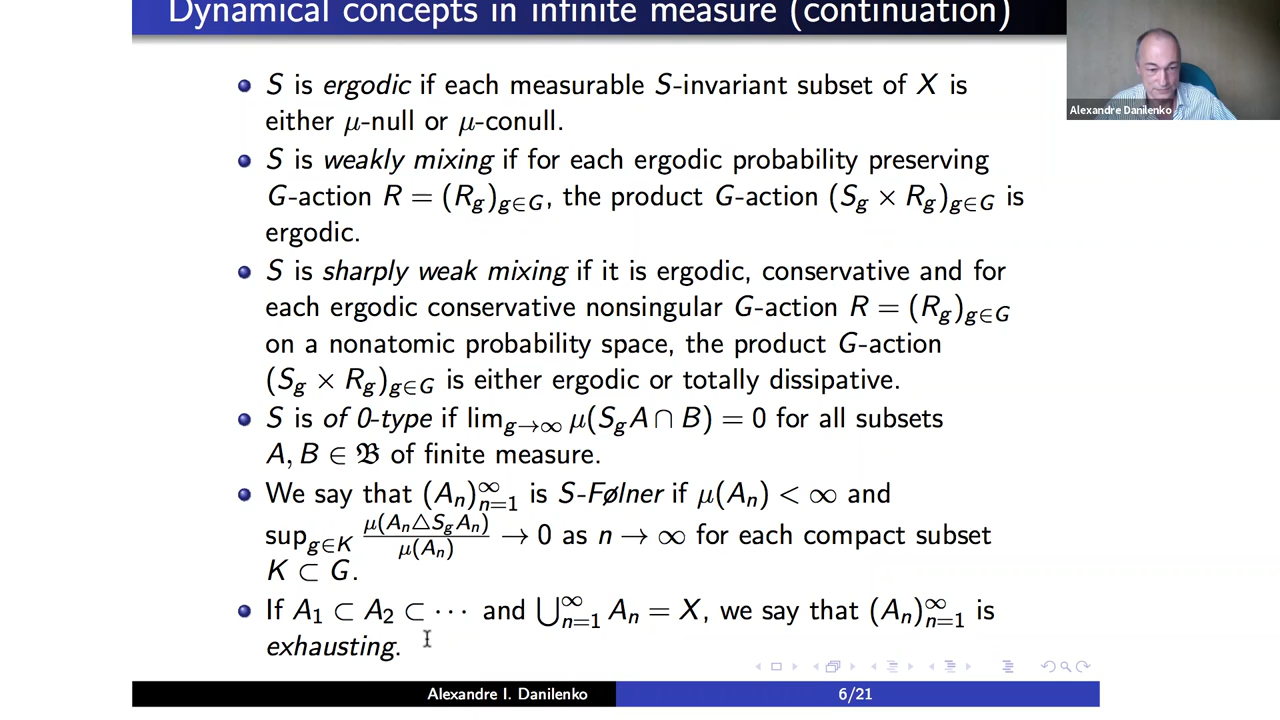 Dynamical concepts in infinite measure (continuation)
Alexandre Danilenko
S is ergodic if each measurable S-invariant subset of X is
either μ-null or μ-conull.
S is weakly mixing if for each ergodic probability preserving
G-action R = (R_g)_{g∈G}, the product G-action (S_g × R_g)_{g∈G} is
ergodic.
S is sharply weak mixing if it is ergodic, conservative and for
each ergodic conservative nonsingular G-action R = (R_g)_{g∈G}
on a nonatomic probability space, the product G-action
(S_g × R_g)_{g∈G} is either ergodic or totally dissipative.
S is of 0-type if lim_{g→∞} μ(S_gA ∩ B) = 0 for all subsets
A, B ∈ 𝔅 of finite measure.
We say that (A_n)_{n=1}^∞ is S-Følner if μ(A_n) < ∞ and
sup_{g∈K} μ(A_n△S_gA_n)/μ(A_n) → 0 as n → ∞ for each compact subset
K ⊂ G.
If A_1 ⊂ A_2 ⊂ ⋯ and ⋃_{n=1}^∞ A_n = X, we say that (A_n)_{n=1}^∞ is
exhausting.
Alexandre I. Danilenko 6/21